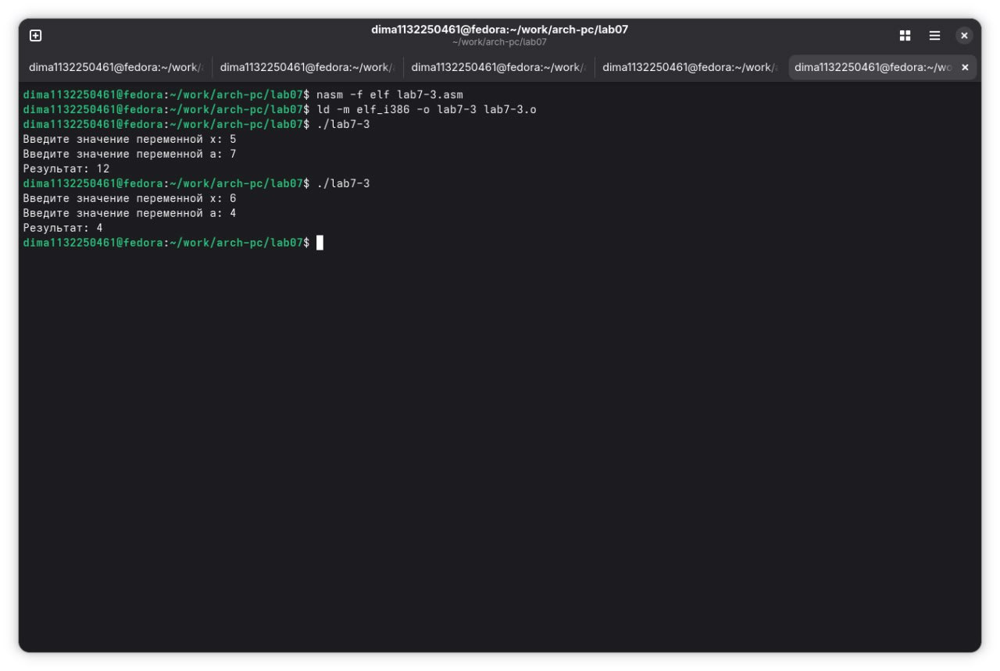 dima1132250461@fedora:~/work/arch-pc/lab07
~/work/arch-pc/lab07
dima1132250461@fedora:~/work/ dima1132250461@fedora:~/work/ dima1132250461@fedora:~/work/ dima1132250461@fedora:~/work/ dima1132250461@fedora:~/wo
dima1132250461@fedora:~/work/arch-pc/lab07$ nasm -f elf lab7-3.asm
dima1132250461@fedora:~/work/arch-pc/lab07$ ld -m elf_i386 -o lab7-3 lab7-3.o
dima1132250461@fedora:~/work/arch-pc/lab07$ ./lab7-3
Введите значение переменной x: 5
Введите значение переменной a: 7
Результат: 12
dima1132250461@fedora:~/work/arch-pc/lab07$ ./lab7-3
Введите значение переменной x: 6
Введите значение переменной a: 4
Результат: 4
dima1132250461@fedora:~/work/arch-pc/lab07$